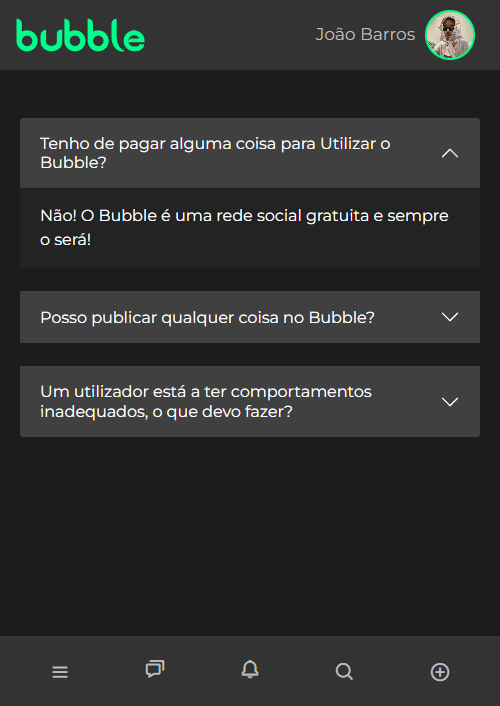 bubble
João Barros
Tenho de pagar alguma coisa para Utilizar o
Bubble?
Não! O Bubble é uma rede social gratuita e sempre
o será!
Posso publicar qualquer coisa no Bubble?
Um utilizador está a ter comportamentos
inadequados, o que devo fazer?